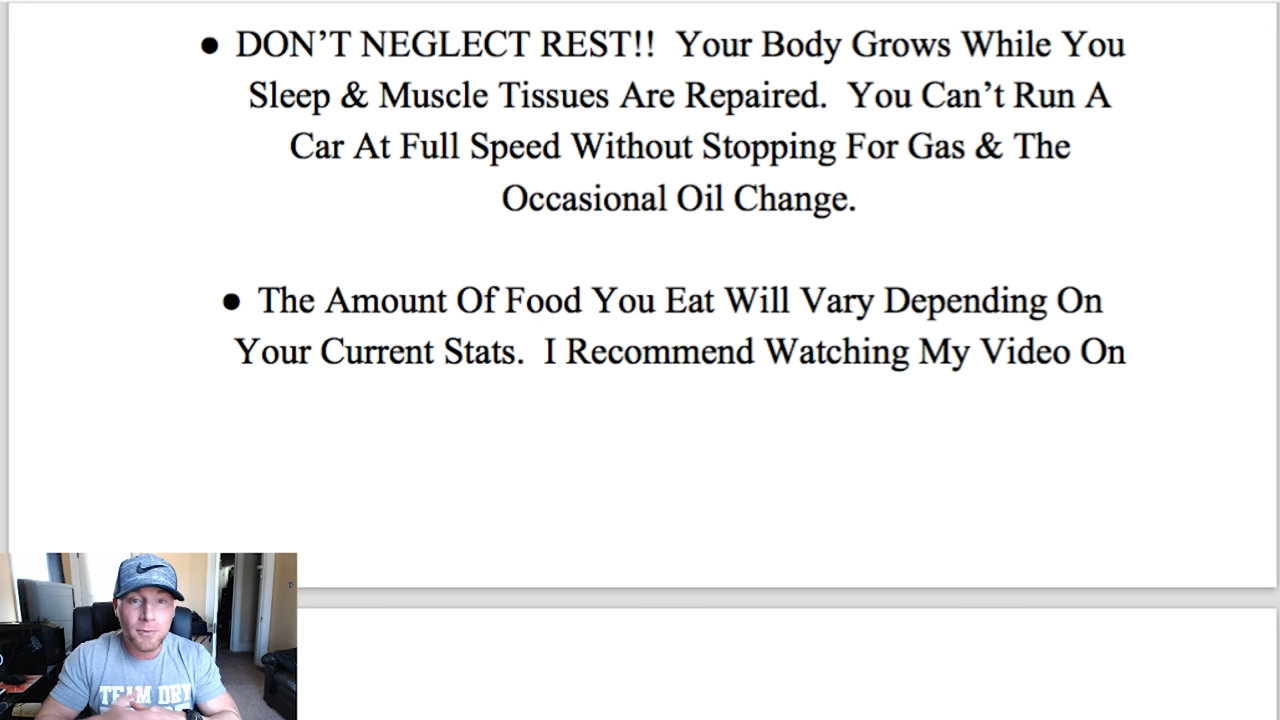 ● DON’T NEGLECT REST!!  Your Body Grows While You
Sleep & Muscle Tissues Are Repaired.  You Can’t Run A
Car At Full Speed Without Stopping For Gas & The
Occasional Oil Change.
● The Amount Of Food You Eat Will Vary Depending On
Your Current Stats.  I Recommend Watching My Video On
TEAM DRY